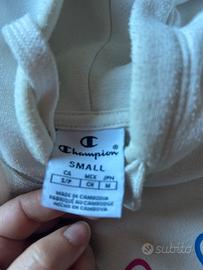 Champion
SMALL
CA MEX JPN
S/P CH M
MADE IN CAMBODIA
FABRIQUÉ AU CAMBODGE
HECHO EN CAMBOYA
subito